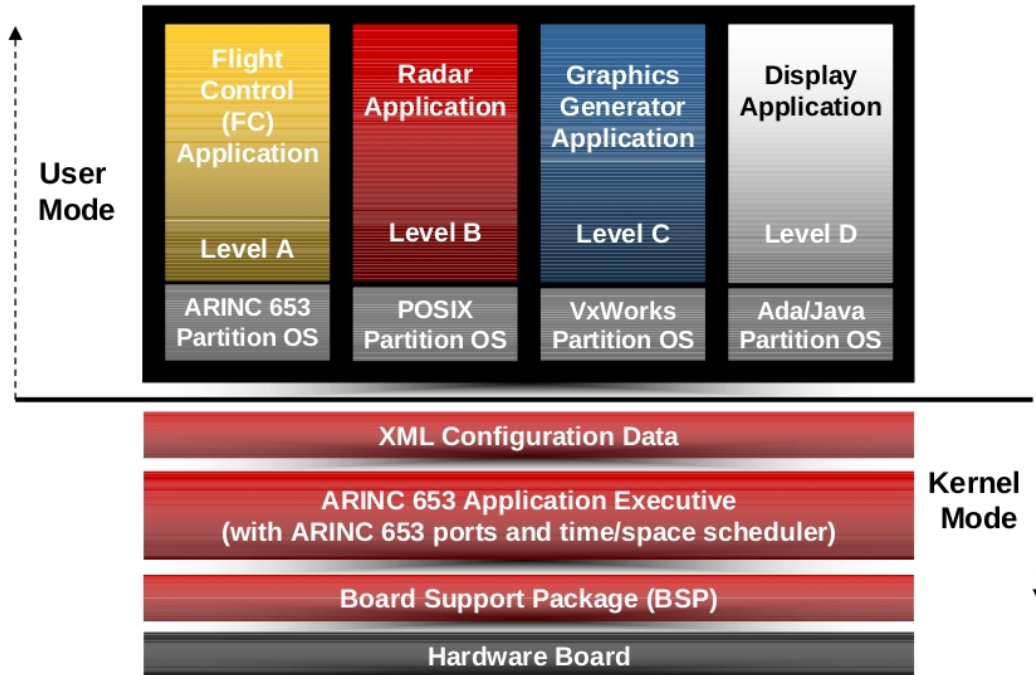 Flight
Control
(FC)
Application
Level A
ARINC 653
Partition OS
Radar
Application
Level B
POSIX
Partition OS
Graphics
Generator
Application
Level C
VxWorks
Partition OS
Display
Application
Level D
Ada/Java
Partition OS
User
Mode
XML Configuration Data
ARINC 653 Application Executive
(with ARINC 653 ports and time/space scheduler)
Board Support Package (BSP)
Hardware Board
Kernel
Mode